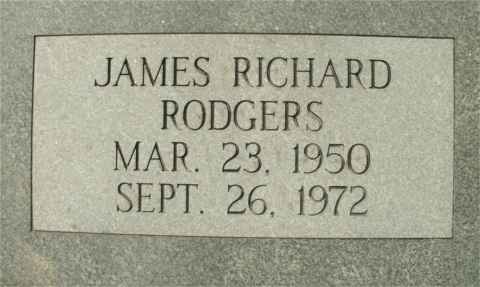 JAMES RICHARD
RODGERS
MAR. 23, 1950
SEPT. 26, 1972